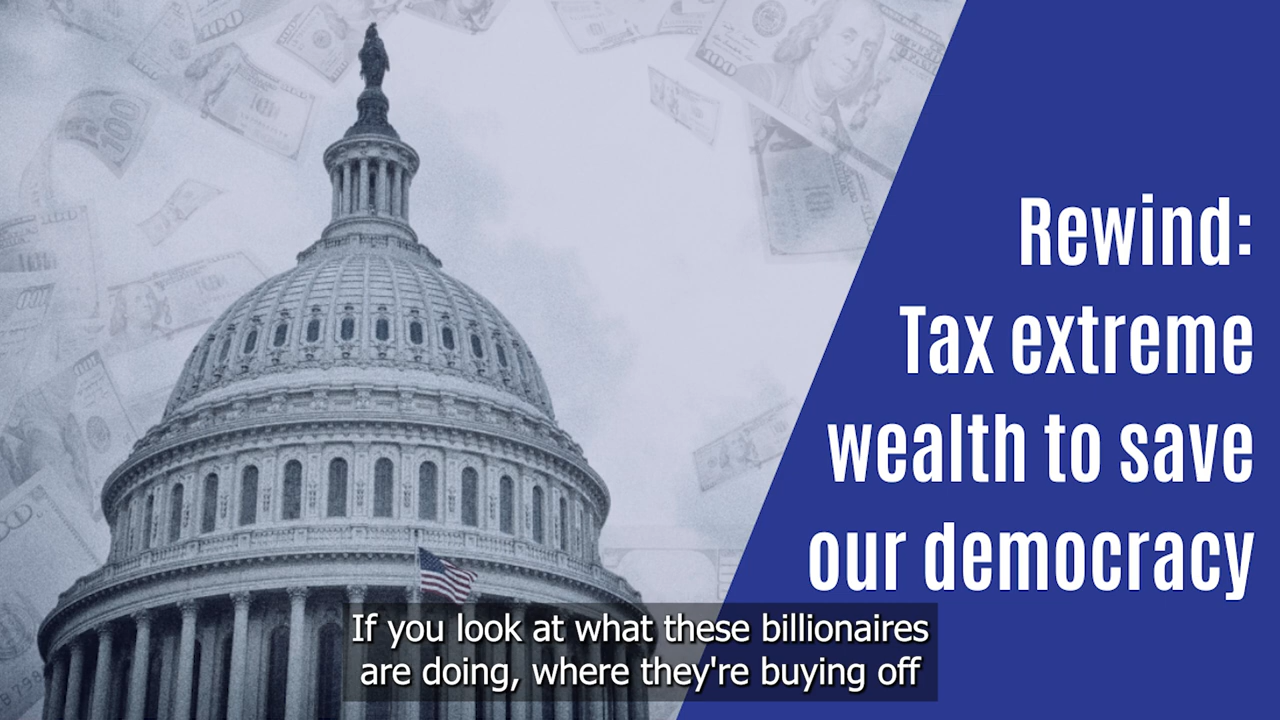 Rewind:
Tax extreme
wealth to save
our democracy
If you look at what these billionaires
are doing, where they're buying off